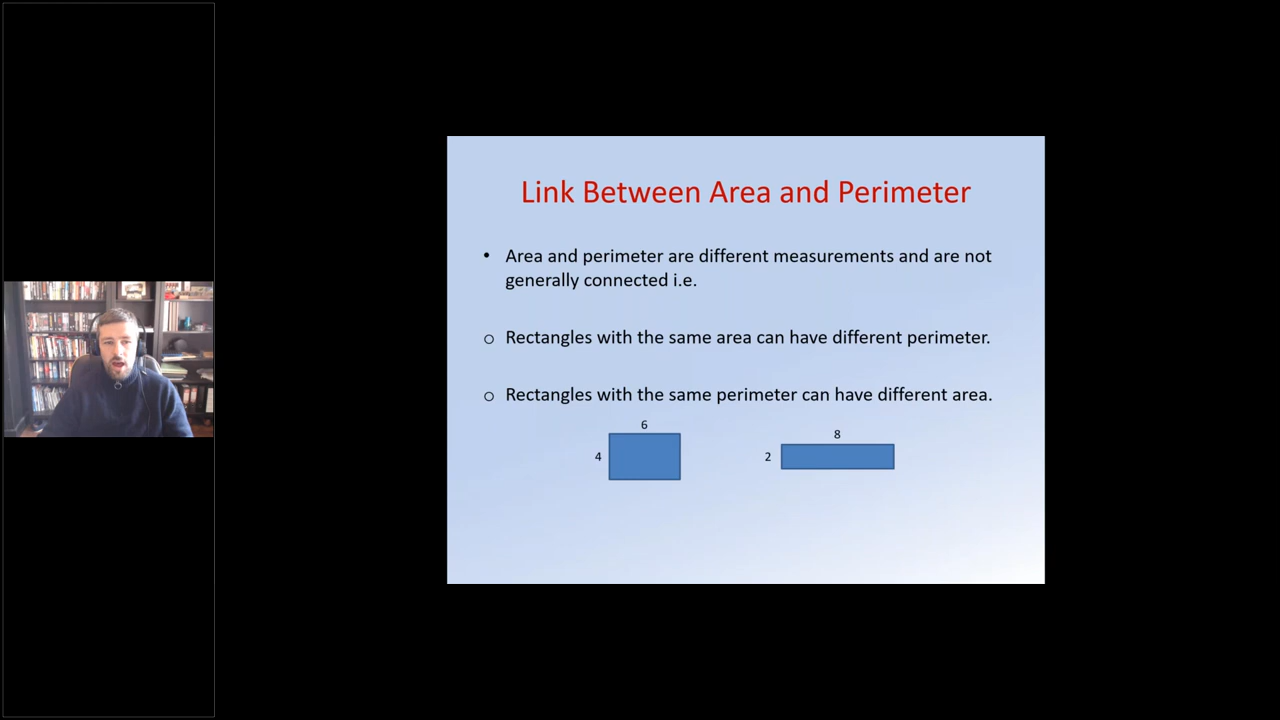 Link Between Area and Perimeter
• Area and perimeter are different measurements and are not
generally connected i.e.
o Rectangles with the same area can have different perimeter.
o Rectangles with the same perimeter can have different area.
6
4
8
2